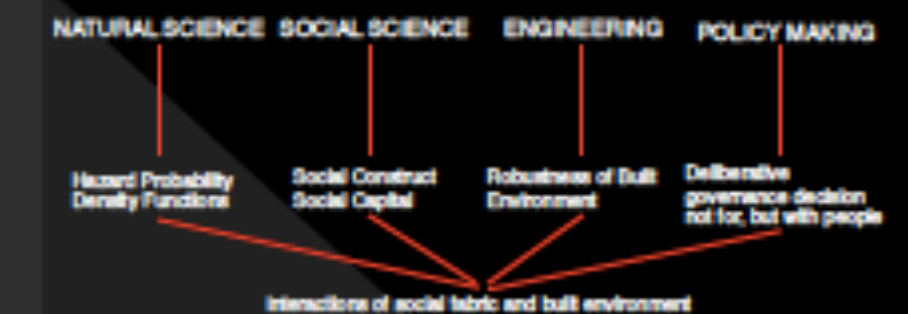 NATURAL SCIENCE SOCIAL SCIENCE ENGINEERING POLICY MAKING
Hazard Probability
Density Functions
Social Construct
Social Capital
Robustness of Built
Environment
Deliberative
governance decision
not for, but with people
Interactions of social fabric and built environment